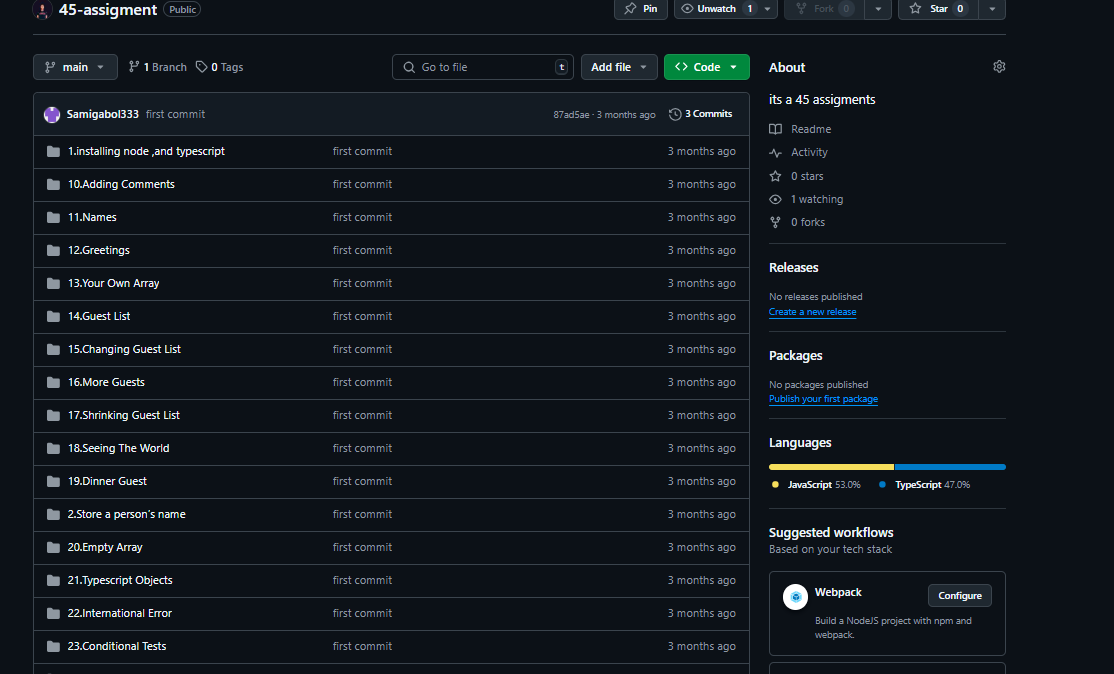 45-assigment Public
Pin
Unwatch 1
Fork 0
Star 0
main
1 Branch
0 Tags
Go to file t
Add file
Code
Samigabol333 first commit 87ad5ae · 3 months ago 3 Commits
1.installing node ,and typescript first commit 3 months ago
10.Adding Comments first commit 3 months ago
11.Names first commit 3 months ago
12.Greetings first commit 3 months ago
13.Your Own Array first commit 3 months ago
14.Guest List first commit 3 months ago
15.Changing Guest List first commit 3 months ago
16.More Guests first commit 3 months ago
17.Shrinking Guest List first commit 3 months ago
18.Seeing The World first commit 3 months ago
19.Dinner Guest first commit 3 months ago
2.Store a person's name first commit 3 months ago
20.Empty Array first commit 3 months ago
21.Typescript Objects first commit 3 months ago
22.International Error first commit 3 months ago
23.Conditional Tests first commit 3 months ago
About
its a 45 assigments
Readme
Activity
0 stars
1 watching
0 forks
Releases
No releases published
Create a new release
Packages
No packages published
Publish your first package
Languages
JavaScript 53.0% TypeScript 47.0%
Suggested workflows
Based on your tech stack
Webpack
Configure
Build a NodeJS project with npm and
webpack.